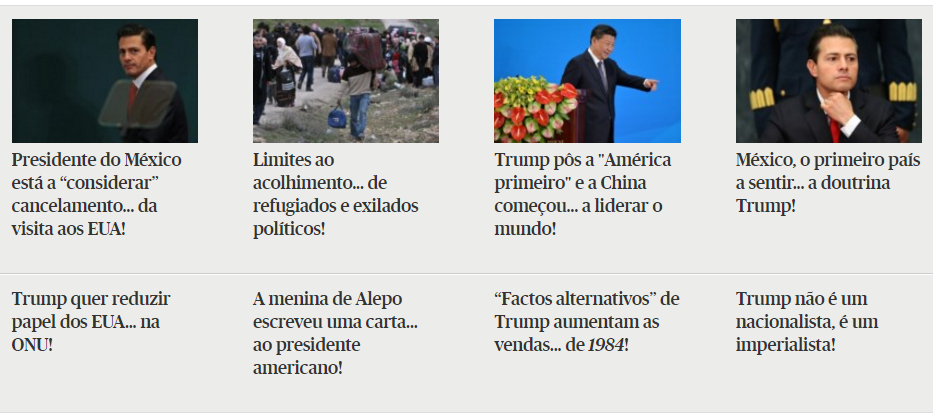 Presidente do México
está a “considerar”
cancelamento... da
visita aos EUA!
Limites ao
acolhimento... de
refugiados e exilados
políticos!
Trump pôs a "América
primeiro" e a China
começou... a liderar o
mundo!
México, o primeiro país
a sentir... a doutrina
Trump!
Trump quer reduzir
papel dos EUA... na
ONU!
A menina de Alepo
escreveu uma carta...
ao presidente
americano!
“Factos alternativos” de
Trump aumentam as
vendas... de 1984!
Trump não é um
nacionalista, é um
imperialista!